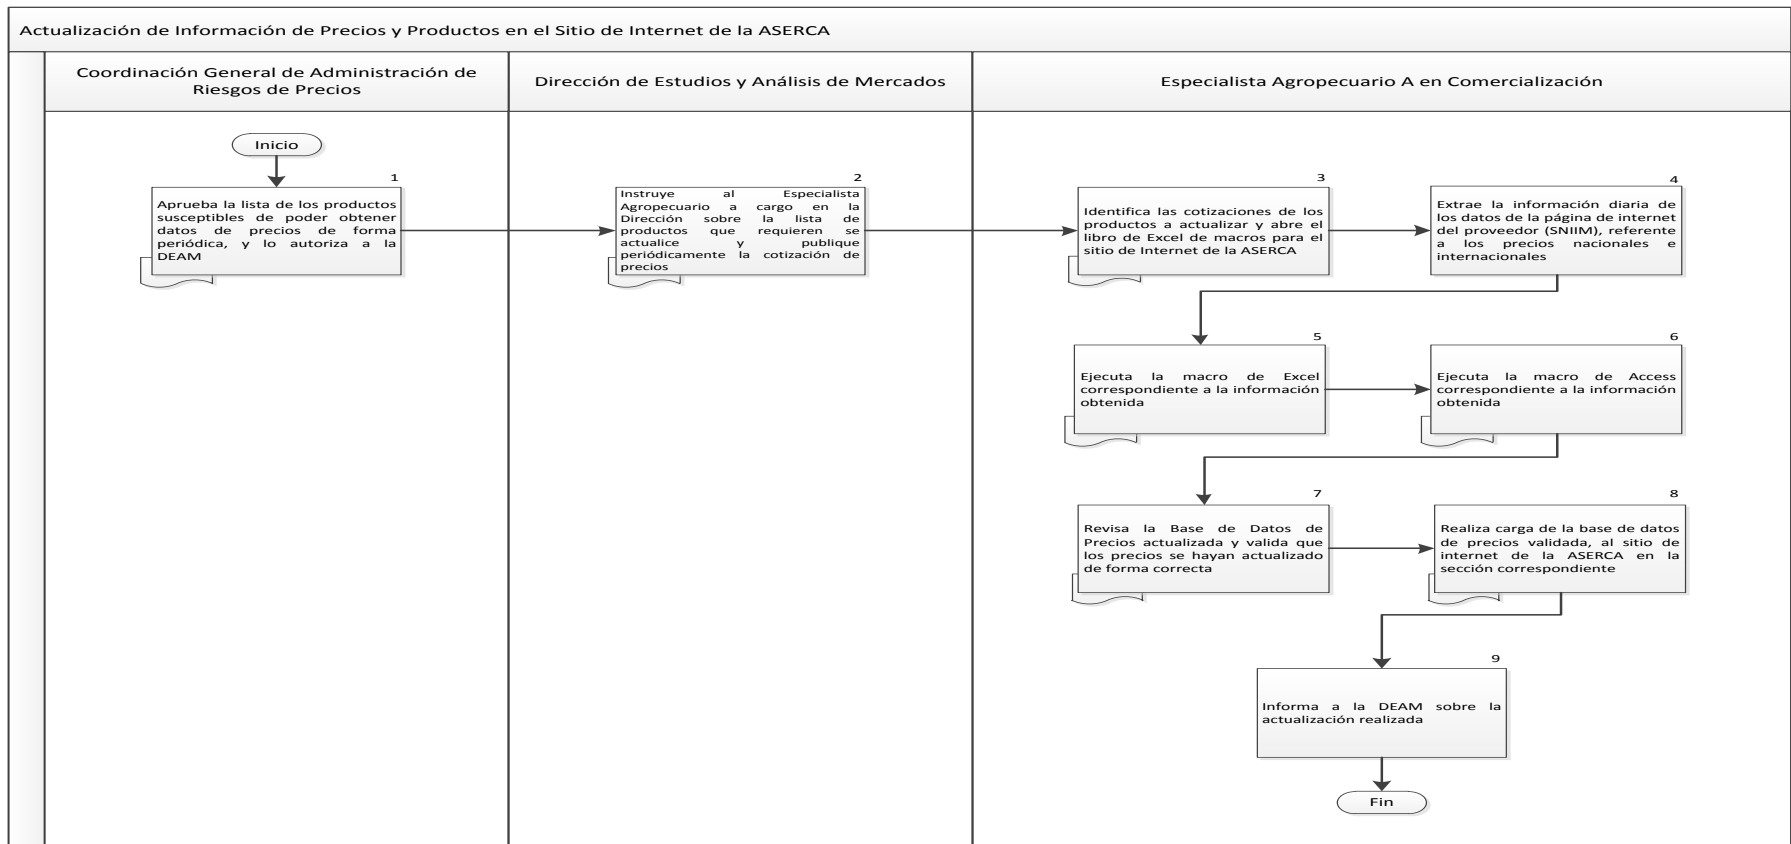 Actualización de Información de Precios y Productos en el Sitio de Internet de la ASERCA
Coordinación General de Administración de
Riesgos de Precios
Dirección de Estudios y Análisis de Mercados
Especialista Agropecuario A en Comercialización
Inicio
1
Aprueba la lista de los productos
susceptibles de poder obtener
datos de precios de forma
periódica, y lo autoriza a la
DEAM
2
Instruye al Especialista
Agropecuario a cargo en la
Dirección sobre la lista de
productos que requieren se
actualice y publique
periódicamente la cotización de
precios
3
Identifica las cotizaciones de los
productos a actualizar y abre el
libro de Excel de macros para el
sitio de Internet de la ASERCA
4
Extrae la información diaria de
los datos de la página de internet
del proveedor (SNIIM), referente
a los precios nacionales e
internacionales
5
Ejecuta la macro de Excel
correspondiente a la información
obtenida
6
Ejecuta la macro de Access
correspondiente a la información
obtenida
7
Revisa la Base de Datos de
Precios actualizada y valida que
los precios se hayan actualizado
de forma correcta
8
Realiza carga de la base de datos
de precios validada, al sitio de
internet de la ASERCA en la
sección correspondiente
9
Informa a la DEAM sobre la
actualización realizada
Fin